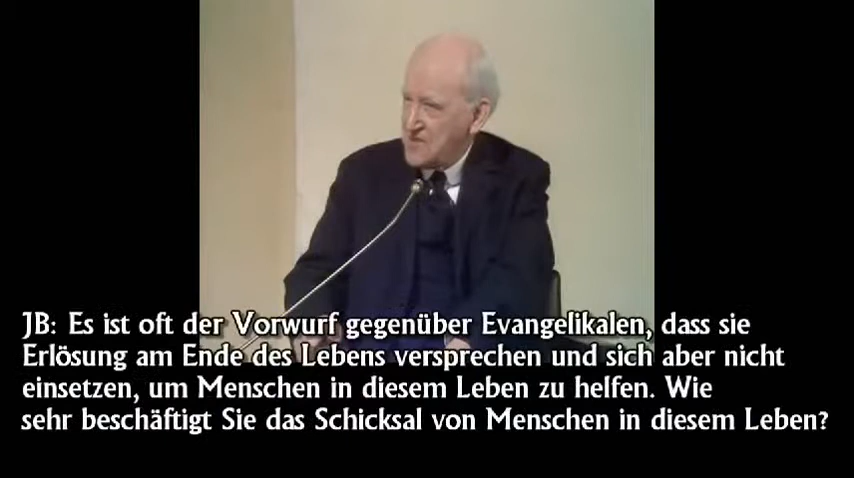 JB: Es ist oft der Vorwurf gegenüber Evangelikalen, dass sie
Erlösung am Ende des Lebens versprechen und sich aber nicht
einsetzen, um Menschen in diesem Leben zu helfen. Wie
sehr beschäftigt Sie das Schicksal von Menschen in diesem Leben?